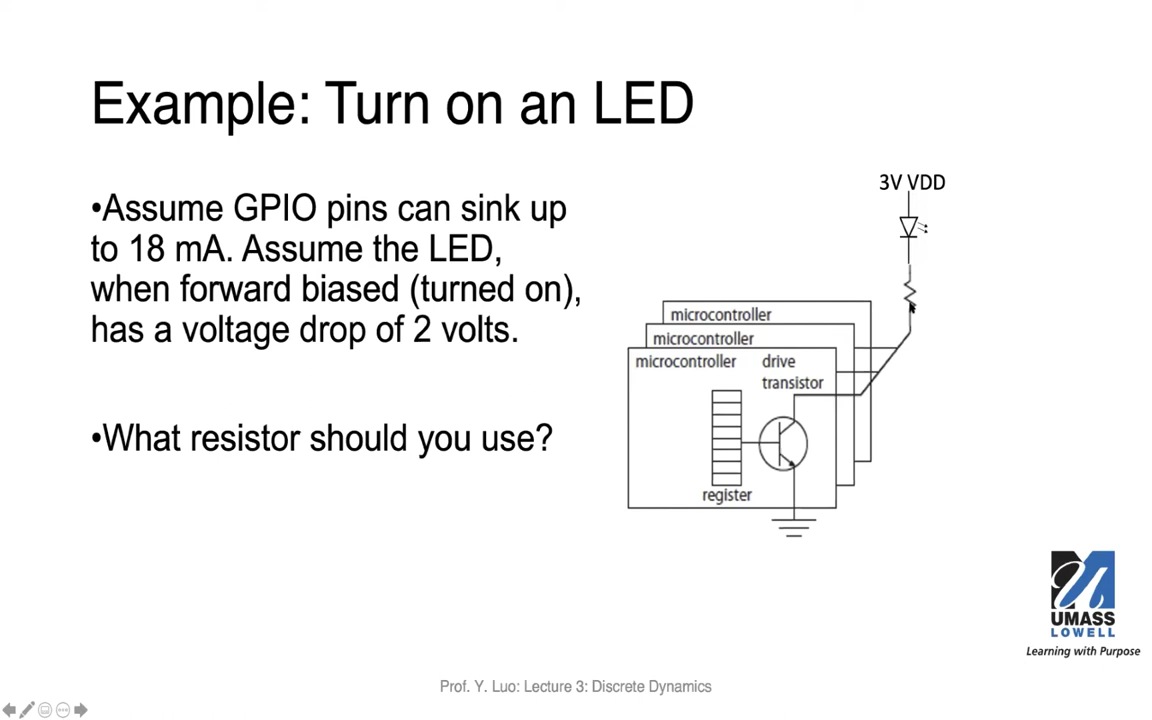 Example: Turn on an LED
•Assume GPIO pins can sink up
to 18 mA. Assume the LED,
when forward biased (turned on),
has a voltage drop of 2 volts.
•What resistor should you use?
3V VDD
microcontroller
microcontroller
microcontroller
drive
transistor
register
UMASS
LOWELL
Learning with Purpose
Prof. Y. Luo: Lecture 3: Discrete Dynamics